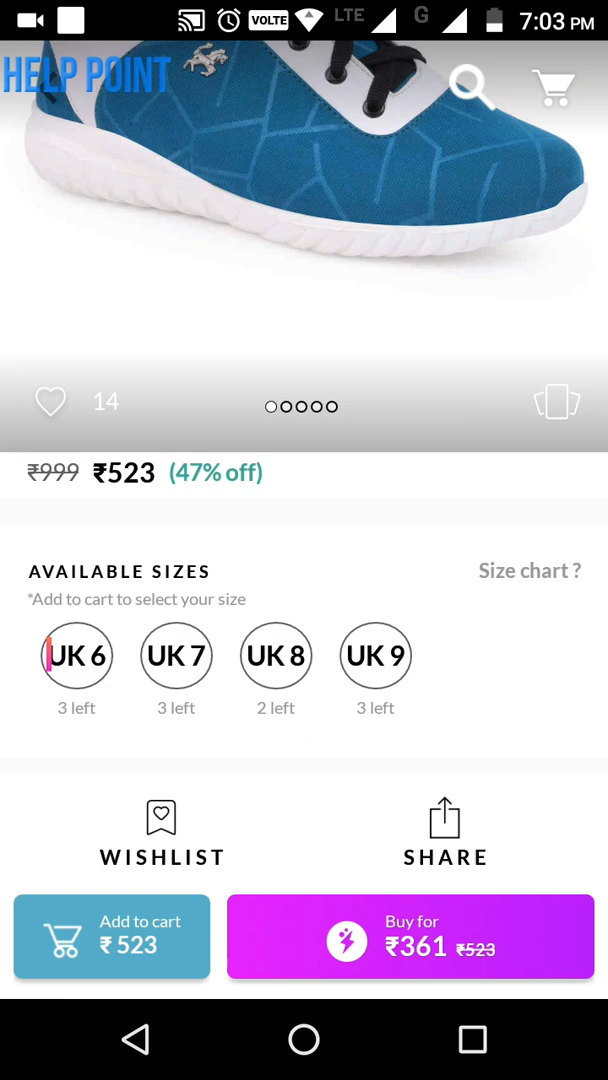 VOLTE LTE G 7:03 PM
HELP POINT
14
₹999 ₹523 (47% off)
AVAILABLE SIZES Size chart ?
*Add to cart to select your size
UK 6 UK 7 UK 8 UK 9
3 left 3 left 2 left 3 left
WISHLIST SHARE
Add to cart Buy for
₹ 523 ₹361 ₹523